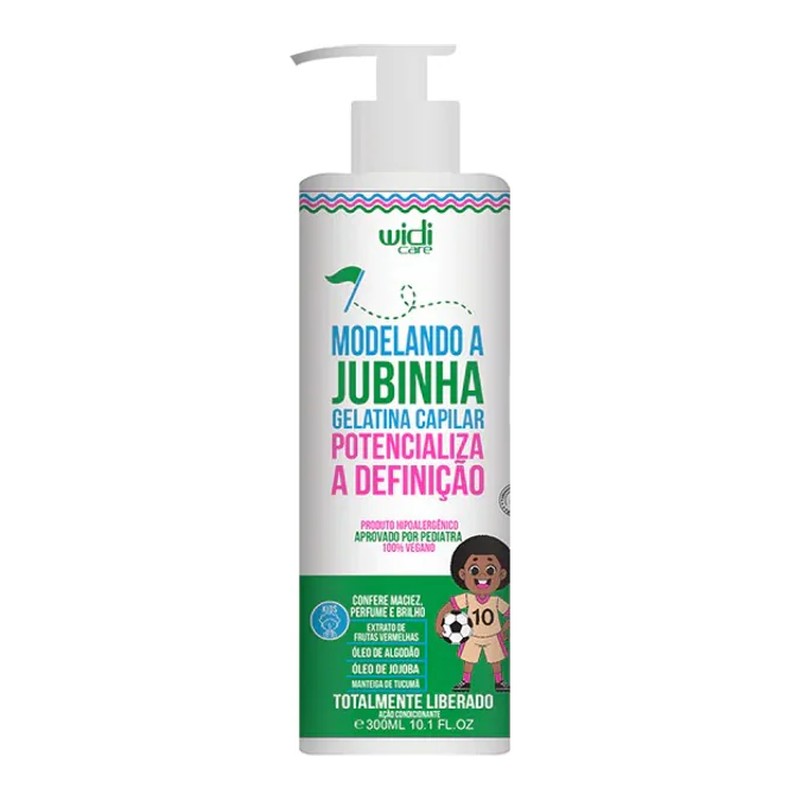 widi
care
MODELANDO A
JUBINHA
GELATINA CAPILAR
POTENCIALIZA
A DEFINIÇÃO
PRODUTO HIPOALERGÊNICO
APROVADO POR PEDIATRA
100% VEGANO
KIDS
CONFERE MACIEZ,
PERFUME E BRILHO
EXTRATO DE
FRUTAS VERMELHAS
ÓLEO DE ALGODÃO
ÓLEO DE JOJOBA
MANTEIGA DE TUCUMÃ
10
TOTALMENTE LIBERADO
AÇÃO CONDICIONANTE
℮ 300ML 10.1 FL.OZ